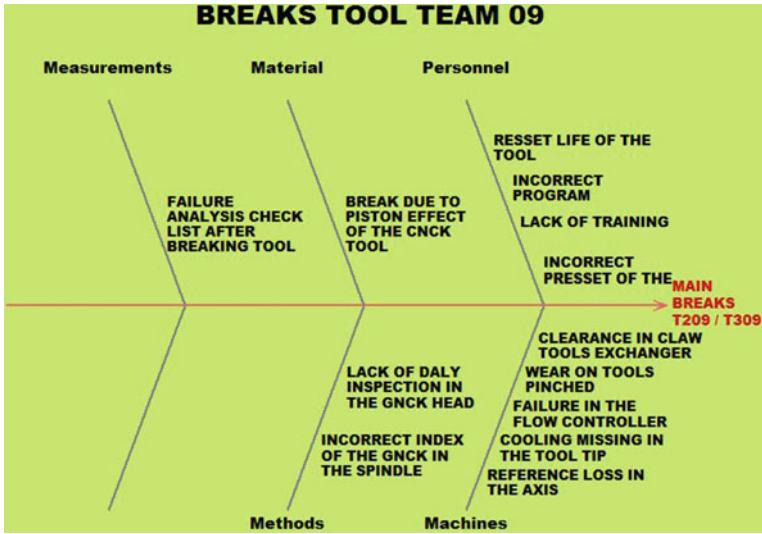 BREAKS TOOL TEAM 09
Measurements
Material
Personnel
FAILURE
ANALYSIS CHECK
LIST AFTER
BREAKING TOOL
BREAK DUE TO
PISTON EFFECT
OF THE CNCK
TOOL
RESSET LIFE OF THE
TOOL
INCORRECT
PROGRAM
LACK OF TRAINING
INCORRECT
PRESSET OF THE
MAIN
BREAKS
T209 / T309
LACK OF DALY
INSPECTION IN
THE GNCK HEAD
INCORRECT INDEX
OF THE GNCK IN
THE SPINDLE
CLEARANCE IN CLAW
TOOLS EXCHANGER
WEAR ON TOOLS
PINCHED
FAILURE IN THE
FLOW CONTROLLER
COOLING MISSING IN
THE TOOL TIP
REFERENCE LOSS IN
THE AXIS
Methods
Machines